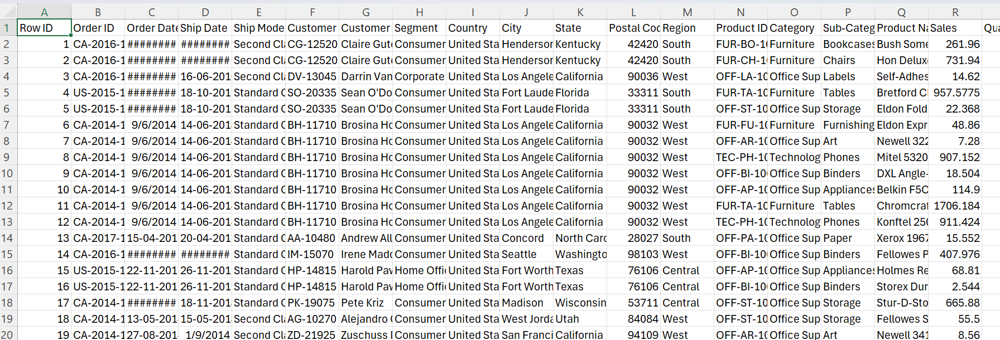 A B C D E F G H I J K L M N O P Q R
1 Row ID Order ID Order Date Ship Date Ship Mode Customer Customer Segment Country City State Postal Coc Region Product ID Category Sub-Categ Product Na Sales Qua
2 1 CA-2016-1 ######## ######## Second Cla CG-12520 Claire Gute Consumer United Sta Henderson Kentucky 42420 South FUR-BO-10 Furniture Bookcases Bush Some 261.96
3 2 CA-2016-1 ######## ######## Second Cla CG-12520 Claire Gute Consumer United Sta Henderson Kentucky 42420 South FUR-CH-10 Furniture Chairs Hon Deluxe 731.94
4 3 CA-2016-1 ######## 16-06-201 Second Cla DV-13045 Darrin Van Corporate United Sta Los Angele California 90036 West OFF-LA-10 Office Sup Labels Self-Adhes 14.62
5 4 US-2015-1 ######## 18-10-201 Standard C SO-20335 Sean O'Do Consumer United Sta Fort Laude Florida 33311 South FUR-TA-10 Furniture Tables Bretford C 957.5775
6 5 US-2015-1 ######## 18-10-201 Standard C SO-20335 Sean O'Do Consumer United Sta Fort Laude Florida 33311 South OFF-ST-10 Office Sup Storage Eldon Fold 22.368
7 6 CA-2014-1 9/6/2014 14-06-201 Standard C BH-11710 Brosina Ho Consumer United Sta Los Angele California 90032 West FUR-FU-10 Furniture Furnishing Eldon Expr 48.86
8 7 CA-2014-1 9/6/2014 14-06-201 Standard C BH-11710 Brosina Ho Consumer United Sta Los Angele California 90032 West OFF-AR-10 Office Sup Art Newell 322 7.28
9 8 CA-2014-1 9/6/2014 14-06-201 Standard C BH-11710 Brosina Ho Consumer United Sta Los Angele California 90032 West TEC-PH-10 Technolog Phones Mitel 5320 907.152
10 9 CA-2014-1 9/6/2014 14-06-201 Standard C BH-11710 Brosina Ho Consumer United Sta Los Angele California 90032 West OFF-BI-100 Office Sup Binders DXL Angle- 18.504
11 10 CA-2014-1 9/6/2014 14-06-201 Standard C BH-11710 Brosina Ho Consumer United Sta Los Angele California 90032 West OFF-AP-10 Office Sup Appliances Belkin F5C 114.9
12 11 CA-2014-1 9/6/2014 14-06-201 Standard C BH-11710 Brosina Ho Consumer United Sta Los Angele California 90032 West FUR-TA-10 Furniture Tables Chromcraf 1706.184
13 12 CA-2014-1 9/6/2014 14-06-201 Standard C BH-11710 Brosina Ho Consumer United Sta Los Angele California 90032 West TEC-PH-10 Technolog Phones Konftel 250 911.424
14 13 CA-2017-1 15-04-201 20-04-201 Standard C AA-10480 Andrew All Consumer United Sta Concord North Caro 28027 South OFF-PA-10 Office Sup Paper Xerox 1967 15.552
15 14 CA-2016-1 ######## ######## Standard C IM-15070 Irene Madd Consumer United Sta Seattle Washingto 98103 West OFF-BI-100 Office Sup Binders Fellowes P 407.976
16 15 US-2015-1 22-11-201 26-11-201 Standard C HP-14815 Harold Pav Home Offi United Sta Fort Worth Texas 76106 Central OFF-AP-10 Office Sup Appliances Holmes Re 68.81
17 16 US-2015-1 22-11-201 26-11-201 Standard C HP-14815 Harold Pav Home Offi United Sta Fort Worth Texas 76106 Central OFF-BI-100 Office Sup Binders Storex Dur 2.544
18 17 CA-2014-1 ######## 18-11-201 Standard C PK-19075 Pete Kriz Consumer United Sta Madison Wisconsin 53711 Central OFF-ST-10 Office Sup Storage Stur-D-Sto 665.88
19 18 CA-2014-1 13-05-201 15-05-201 Second Cla AG-10270 Alejandro Consumer United Sta West Jorda Utah 84084 West OFF-ST-10 Office Sup Storage Fellowes S 55.5
20 19 CA-2014-1 27-08-201 1/9/2014 Second Cla ZD-21925 Zuschuss Consumer United Sta San Franci California 94109 West OFF-AR-10 Office Sup Art Newell 341 8.56